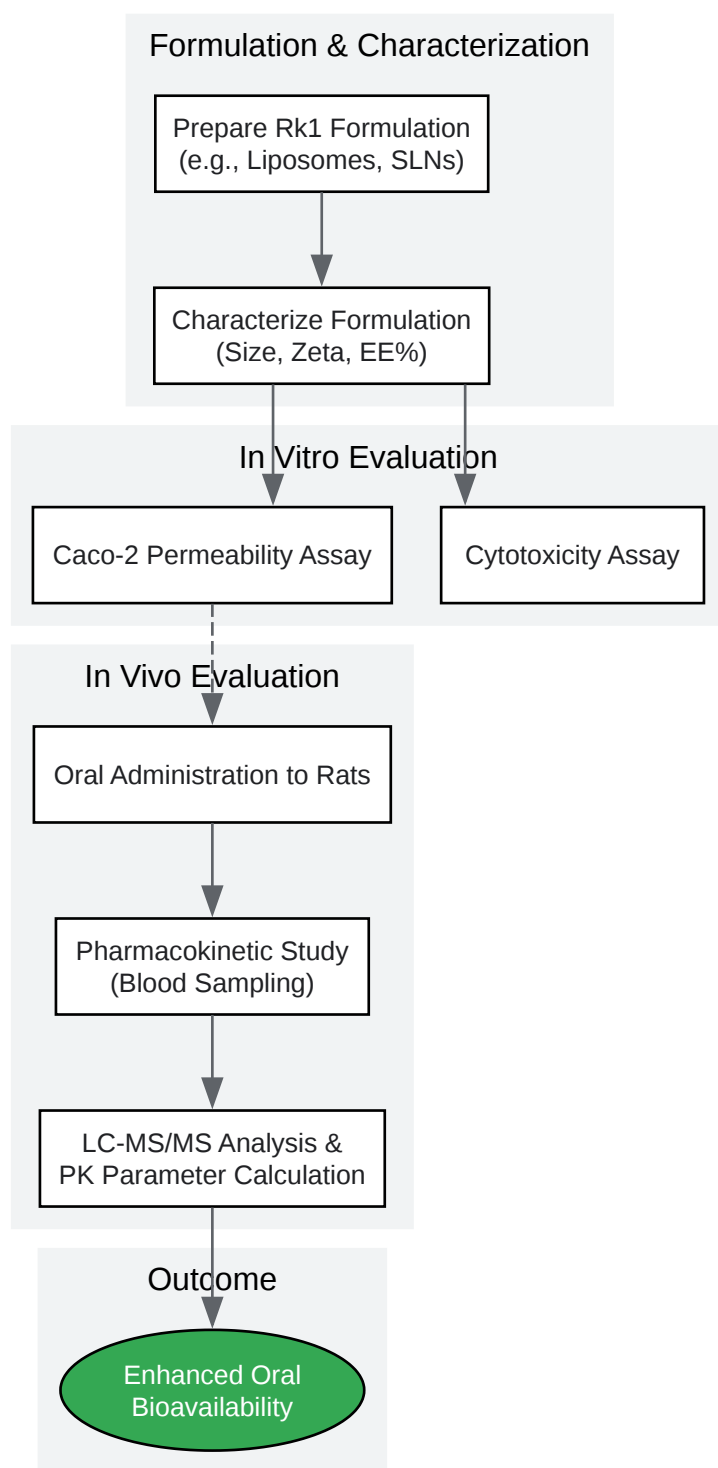 Formulation & Characterization
Prepare Rk1 Formulation
(e.g., Liposomes, SLNs)
Characterize Formulation
(Size, Zeta, EE%)
In Vitro Evaluation
Caco-2 Permeability Assay
Cytotoxicity Assay
In Vivo Evaluation
Oral Administration to Rats
Pharmacokinetic Study
(Blood Sampling)
LC-MS/MS Analysis &
PK Parameter Calculation
Outcome
Enhanced Oral
Bioavailability